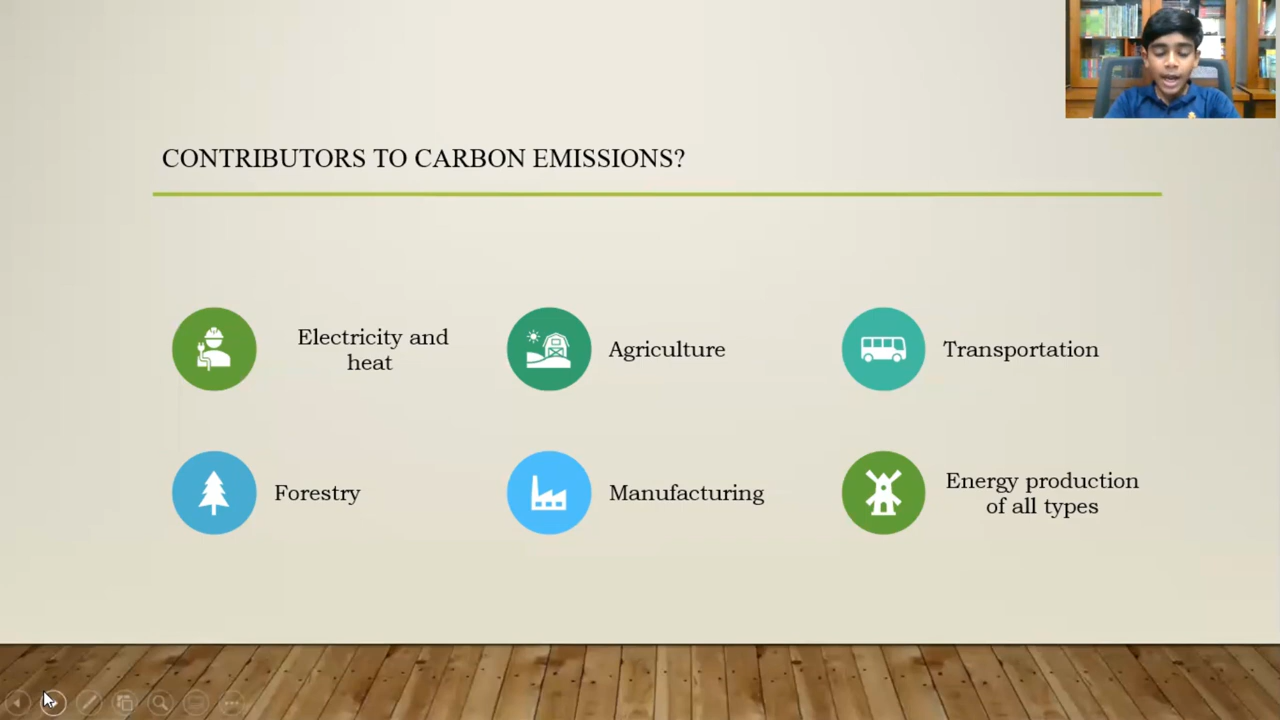 CONTRIBUTORS TO CARBON EMISSIONS?
Electricity and
heat
Agriculture
Transportation
Forestry
Manufacturing
Energy production
of all types